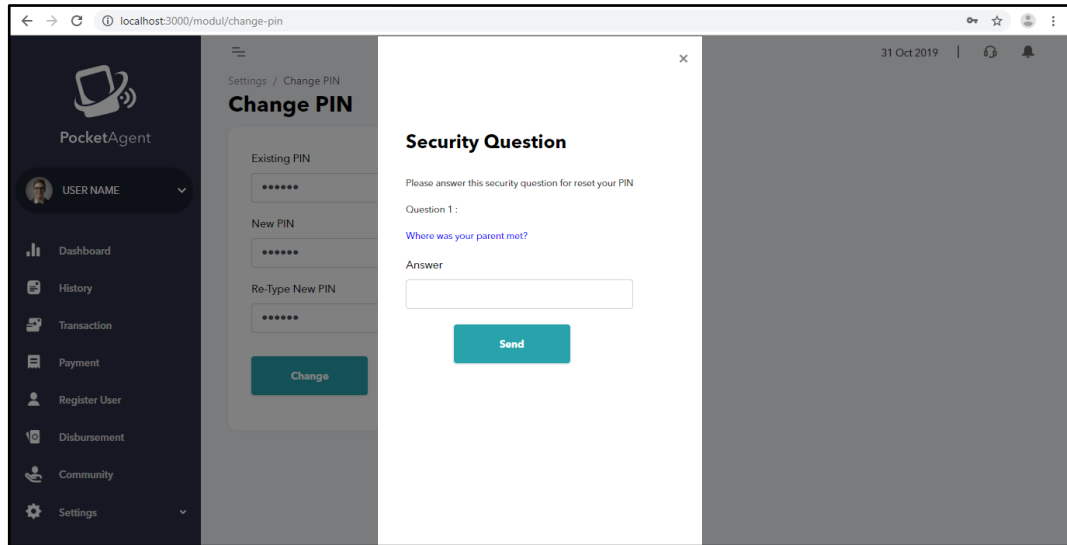 localhost:3000/modul/change-pin
31 Oct 2019
Settings / Change PIN
Change PIN
PocketAgent
USER NAME
Dashboard
History
Transaction
Payment
Register User
Disbursement
Community
Settings
Existing PIN
••••••
New PIN
••••••
Re-Type New PIN
••••••
Change
Security Question
Please answer this security question for reset your PIN
Question 1 :
Where was your parent met?
Answer
Send